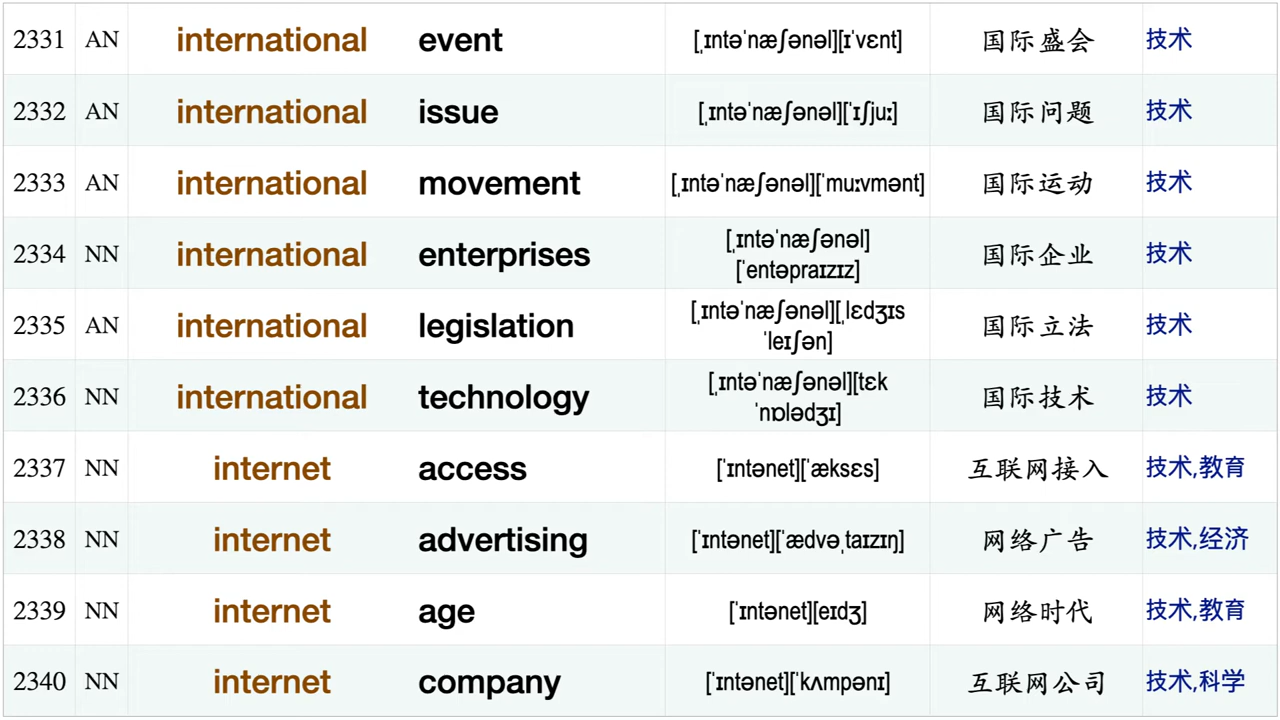 2331 AN international event [ˌɪntəˈnæʃənəl][ɪˈvɛnt] 国际盛会 技术
2332 AN international issue [ˌɪntəˈnæʃənəl][ˈɪʃjuː] 国际问题 技术
2333 AN international movement [ˌɪntəˈnæʃənəl][ˈmuːvmənt] 国际运动 技术
2334 NN international enterprises [ˌɪntəˈnæʃənəl]
[ˈentəpraɪzɪz] 国际企业 技术
2335 AN international legislation [ˌɪntəˈnæʃənəl][ˌlɛdʒɪs
ˈleɪʃən] 国际立法 技术
2336 NN international technology [ˌɪntəˈnæʃənəl][tɛk
ˈnɒlədʒɪ] 国际技术 技术
2337 NN internet access [ˈɪntənet][ˈæksɛs] 互联网接入 技术,教育
2338 NN internet advertising [ˈɪntənet][ˈædvəˌtaɪzɪŋ] 网络广告 技术,经济
2339 NN internet age [ˈɪntənet][eɪdʒ] 网络时代 技术,教育
2340 NN internet company [ˈɪntənet][ˈkʌmpənɪ] 互联网公司 技术,科学